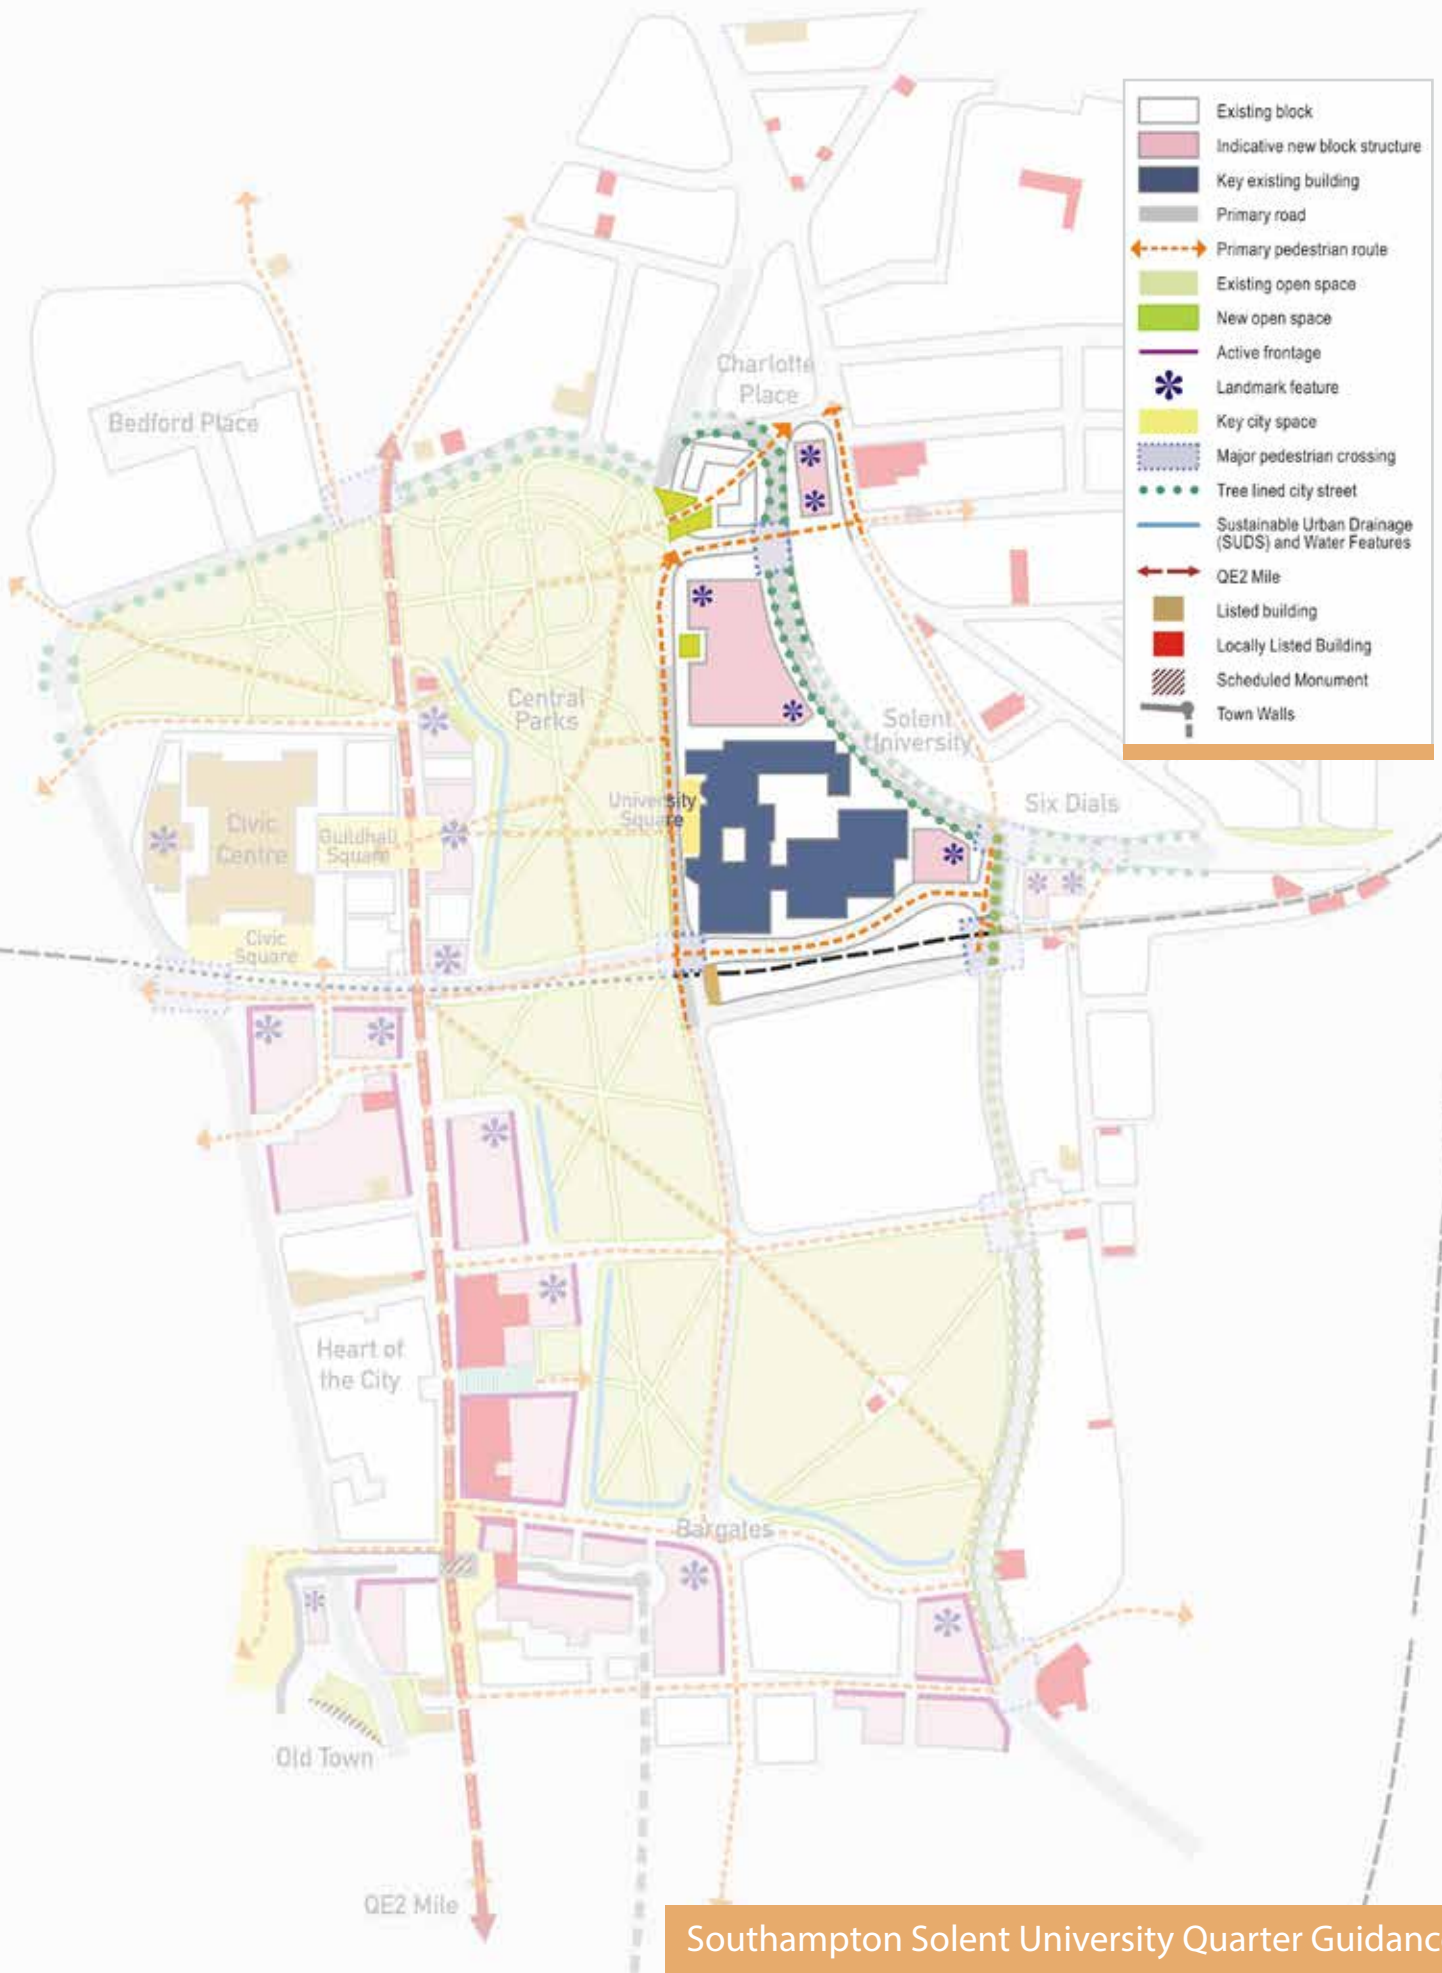 Existing block
Indicative new block structure
Key existing building
Primary road
Primary pedestrian route
Existing open space
New open space
Active frontage
Landmark feature
Key city space
Major pedestrian crossing
Tree lined city street
Sustainable Urban Drainage
(SUDS) and Water Features
QE2 Mile
Listed building
Locally Listed Building
Scheduled Monument
Town Walls
Charlotte
Place
Bedford Place
Central
Parks
Solent
University
University
Square
Six Dials
Civic
Centre
Guildhall
Square
Civic
Square
Heart of
the City
Bargates
Old Town
QE2 Mile
Southampton Solent University Quarter Guidanc